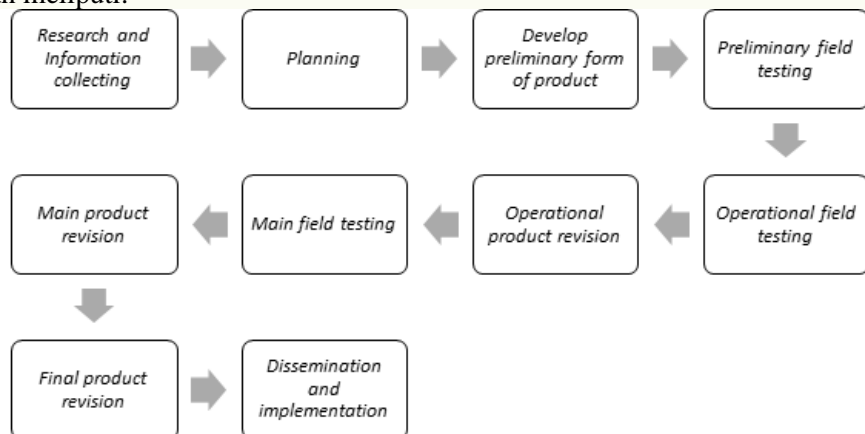 meliputi:
Research and
Information
collecting
Planning
Develop
preliminary form
of product
Preliminary field
testing
Operational field
testing
Operational
product revision
Main field testing
Main product
revision
Final product
revision
Dissemination
and
implementation